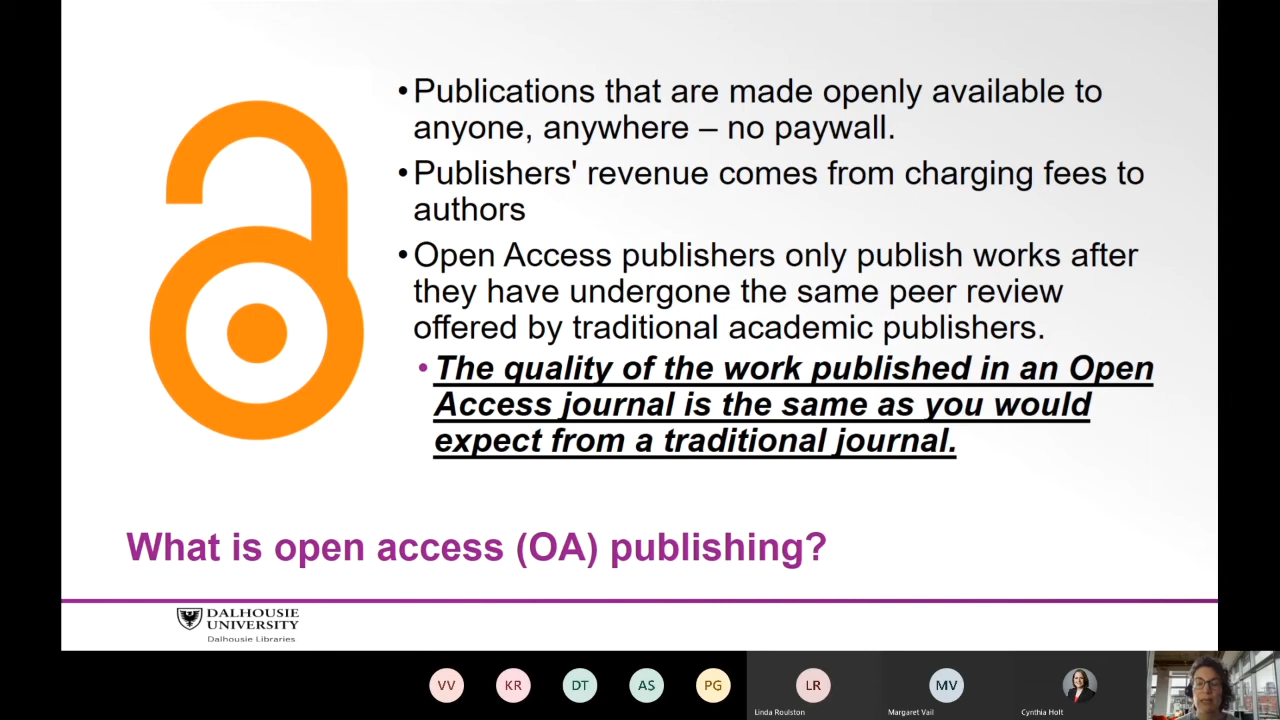 •Publications that are made openly available to
anyone, anywhere – no paywall.
•Publishers' revenue comes from charging fees to
authors
•Open Access publishers only publish works after
they have undergone the same peer review
offered by traditional academic publishers.
•The quality of the work published in an Open
Access journal is the same as you would
expect from a traditional journal.
What is open access (OA) publishing?
DALHOUSIE
UNIVERSITY
Dalhousie Libraries
VV
KR
DT
AS
PG
LR
Linda Roulston
MV
Margaret Vail
Cynthia Holt